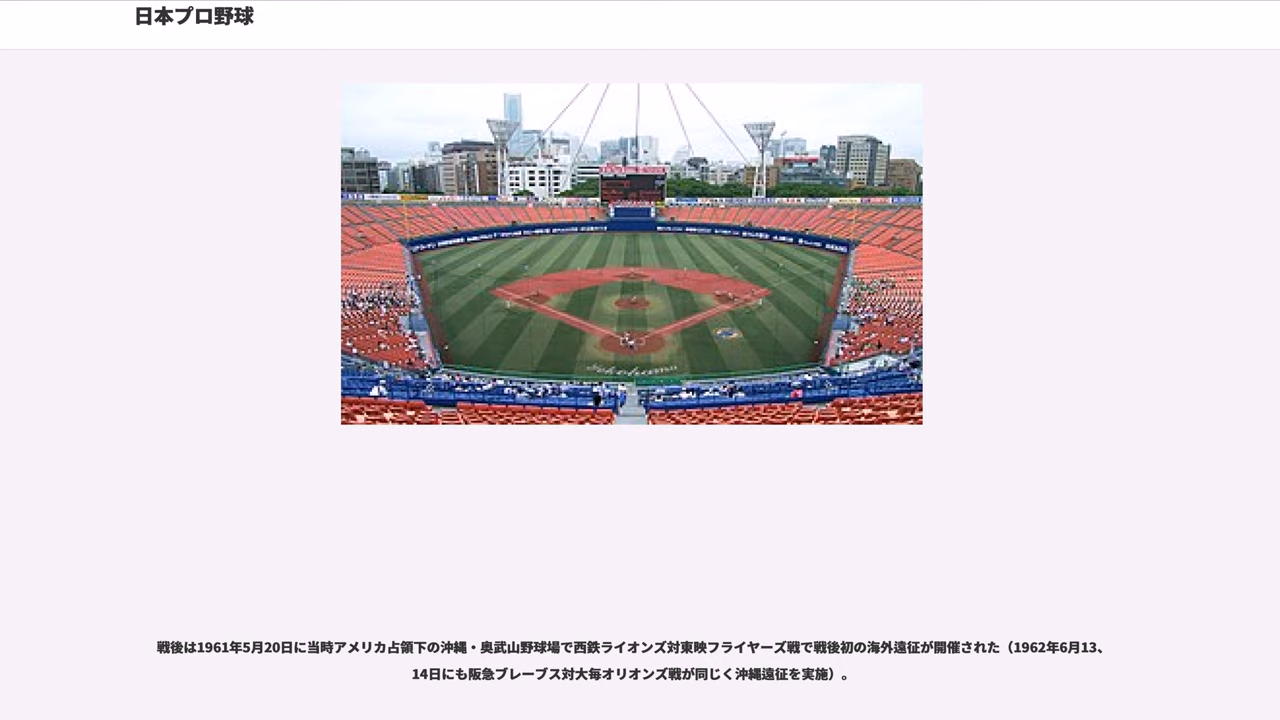 日本プロ野球
Yokohama
戦後は1961年5月20日に当時アメリカ占領下の沖縄・奥武山野球場で西鉄ライオンズ対東映フライヤーズ戦で戦後初の海外遠征が開催された（1962年6月13、
14日にも阪急ブレーブス対大毎オリオンズ戦が同じく沖縄遠征を実施）。